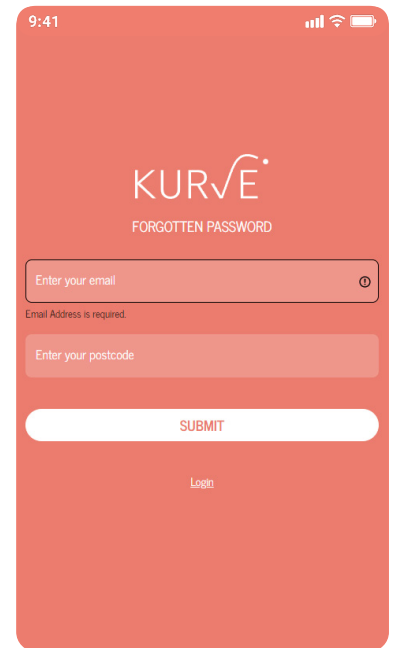 9:41
KURVE
FORGOTTEN PASSWORD
Enter your email
Email Address is required.
Enter your postcode
SUBMIT
Login